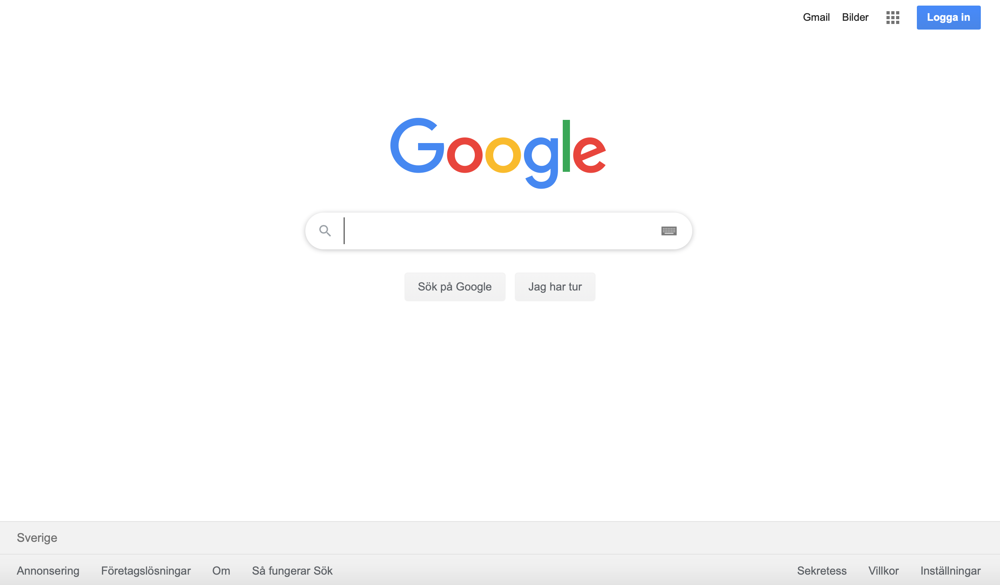 Gmail Bilder Logga in
Google
Sök på Google Jag har tur
Sverige
Annonsering Företagslösningar Om Så fungerar Sök Sekretess Villkor Inställningar